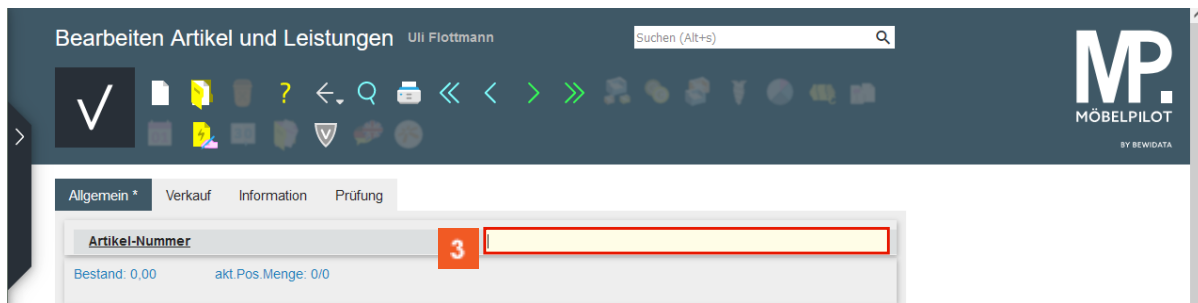 Bearbeiten Artikel und Leistungen Uli Flottmann
Suchen (Alt+s)
MP.
MÖBELPILOT
BY BEWIDATA
Allgemein * Verkauf Information Prüfung
Artikel-Nummer
3
Bestand: 0,00 akt.Pos.Menge: 0/0